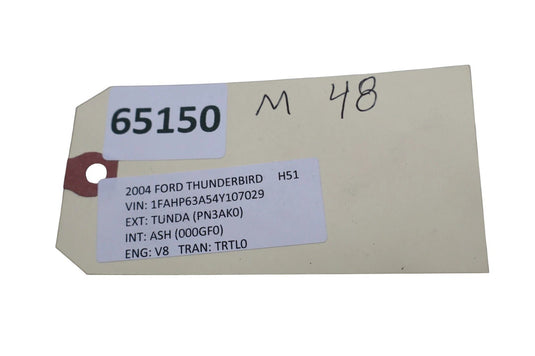 65150
M 48
2004 FORD THUNDERBIRD H51
VIN: 1FAHP63A54Y107029
EXT: TUNDA (PN3AK0)
INT: ASH (000GF0)
ENG: V8 TRAN: TRTL0